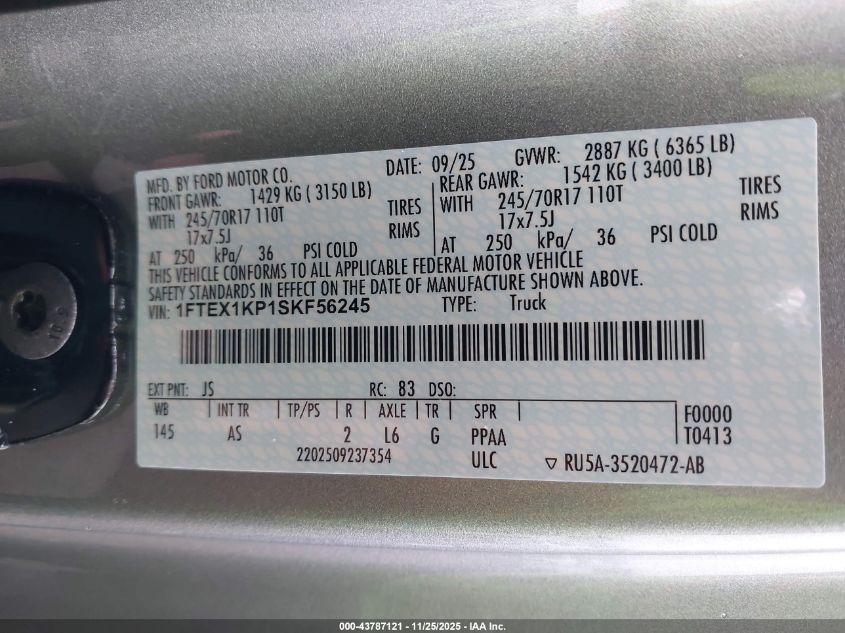 MFD. BY FORD MOTOR CO. DATE: 09/25 GVWR: 2887 KG ( 6365 LB)
FRONT GAWR: 1429 KG ( 3150 LB) REAR GAWR: 1542 KG ( 3400 LB)
WITH 245/70R17 110T TIRES WITH 245/70R17 110T TIRES
17x7.5J RIMS 17x7.5J RIMS
AT 250 kPa/ 36 PSI COLD AT 250 kPa/ 36 PSI COLD
THIS VEHICLE CONFORMS TO ALL APPLICABLE FEDERAL MOTOR VEHICLE
SAFETY STANDARDS IN EFFECT ON THE DATE OF MANUFACTURE SHOWN ABOVE.
VIN: 1FTEX1KP1SKF56245 TYPE: Truck
EXT PNT: JS RC: 83 DSO:
WB INT TR TP/PS R AXLE TR SPR F0000
145 AS 2 L6 G PPAA T0413
2202509237354 ULC RU5A-3520472-AB
10.9
000-43787121 - 11/25/2025 - IAA Inc.